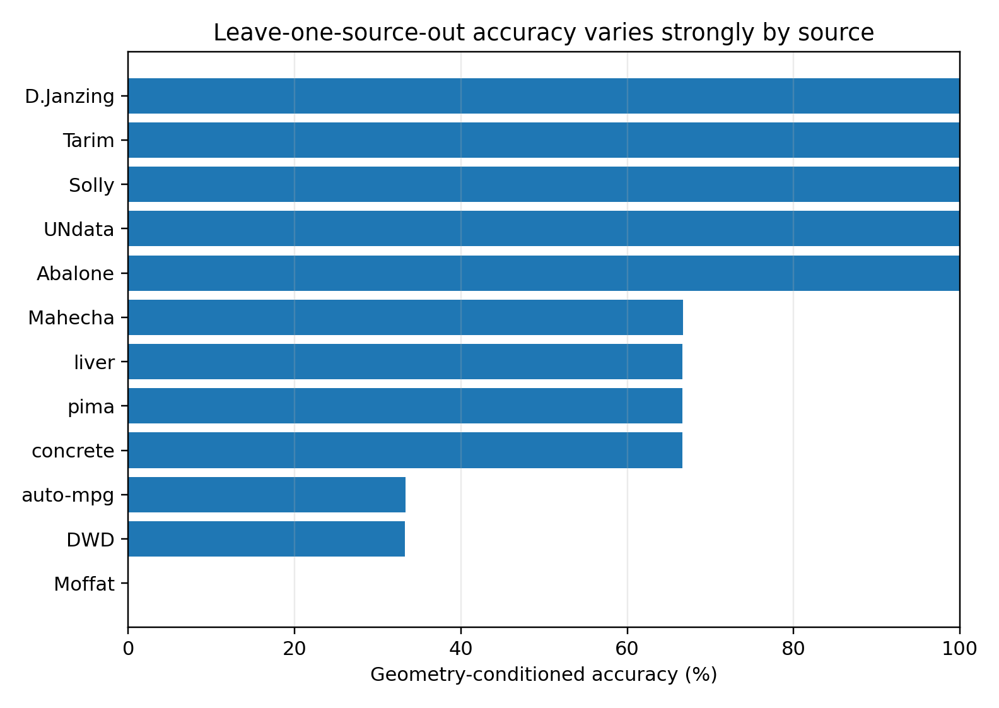 Leave-one-source-out accuracy varies strongly by source
D.Janzing
Tarim
Solly
UNdata
Abalone
Mahecha
liver
pima
concrete
auto-mpg
DWD
Moffat
0 20 40 60 80 100
Geometry-conditioned accuracy (%)